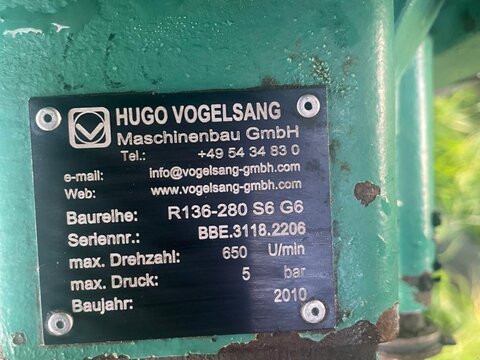 HUGO VOGELSANG
Maschinenbau GmbH
Tel.: +49 54 34 83 0
e-mail: info@vogelsang-gmbh.com
Web: www.vogelsang-gmbh.com
Baureihe: R136-280 S6 G6
Seriennr.: BBE.3118.2206
max. Drehzahl: 650 U/min
max. Druck: 5 bar
Baujahr: 2010